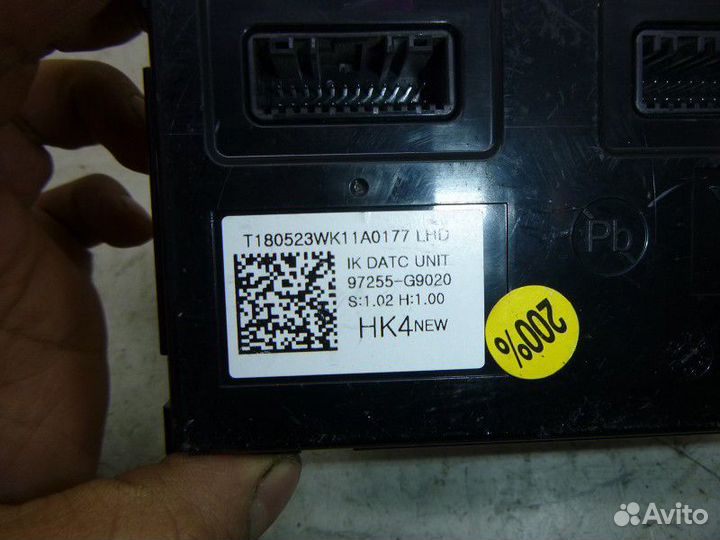 T180523WK11A0177 LHD
IK DATC UNIT
97255-G9020
S:1.02 H:1.00
HK4NEW
200%
Pb
Avito